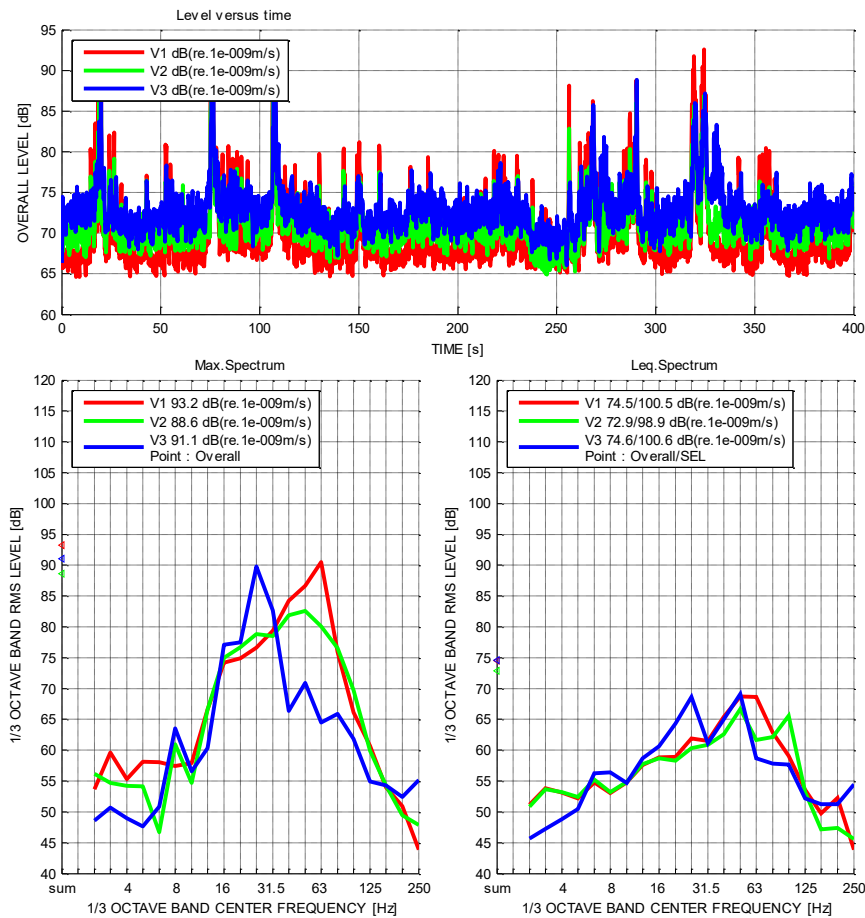 Level versus time
95
90
85
80
75
70
65
60
OVERALL LEVEL [dB]
V1 dB(re.1e-009m/s)
V2 dB(re.1e-009m/s)
V3 dB(re.1e-009m/s)
0 50 100 150 200 250 300 350 400
TIME [s]
Max.Spectrum
120
115
110
105
100
95
90
85
80
75
70
65
60
55
50
45
40
1/3 OCTAVE BAND RMS LEVEL [dB]
V1 93.2 dB(re.1e-009m/s)
V2 88.6 dB(re.1e-009m/s)
V3 91.1 dB(re.1e-009m/s)
Point : Overall
sum 4 8 16 31.5 63 125 250
1/3 OCTAVE BAND CENTER FREQUENCY [Hz]
Leq.Spectrum
120
115
110
105
100
95
90
85
80
75
70
65
60
55
50
45
40
1/3 OCTAVE BAND RMS LEVEL [dB]
V1 74.5/100.5 dB(re.1e-009m/s)
V2 72.9/98.9 dB(re.1e-009m/s)
V3 74.6/100.6 dB(re.1e-009m/s)
Point : Overall/SEL
sum 4 8 16 31.5 63 125 250
1/3 OCTAVE BAND CENTER FREQUENCY [Hz]